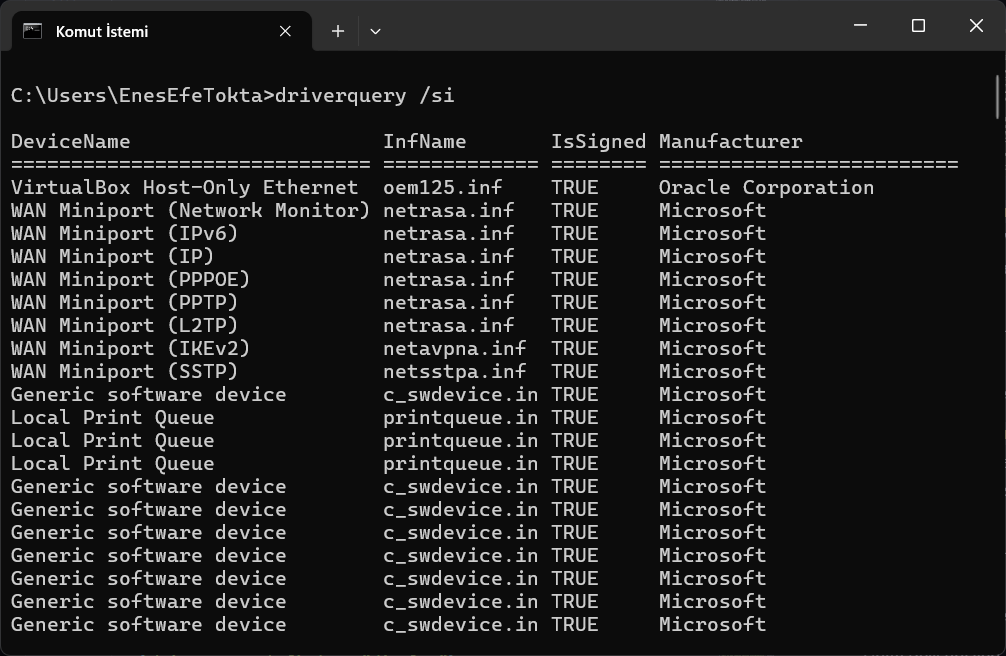 Komut İstemi
C:\Users\EnesEfeTokta>driverquery /si
DeviceName InfName IsSigned Manufacturer
============================== ============= ======== =========================
VirtualBox Host-Only Ethernet oem125.inf TRUE Oracle Corporation
WAN Miniport (Network Monitor) netrasa.inf TRUE Microsoft
WAN Miniport (IPv6) netrasa.inf TRUE Microsoft
WAN Miniport (IP) netrasa.inf TRUE Microsoft
WAN Miniport (PPPOE) netrasa.inf TRUE Microsoft
WAN Miniport (PPTP) netrasa.inf TRUE Microsoft
WAN Miniport (L2TP) netrasa.inf TRUE Microsoft
WAN Miniport (IKEv2) netavpna.inf TRUE Microsoft
WAN Miniport (SSTP) netsstpa.inf TRUE Microsoft
Generic software device c_swdevice.in TRUE Microsoft
Local Print Queue printqueue.in TRUE Microsoft
Local Print Queue printqueue.in TRUE Microsoft
Local Print Queue printqueue.in TRUE Microsoft
Generic software device c_swdevice.in TRUE Microsoft
Generic software device c_swdevice.in TRUE Microsoft
Generic software device c_swdevice.in TRUE Microsoft
Generic software device c_swdevice.in TRUE Microsoft
Generic software device c_swdevice.in TRUE Microsoft
Generic software device c_swdevice.in TRUE Microsoft
Generic software device c_swdevice.in TRUE Microsoft